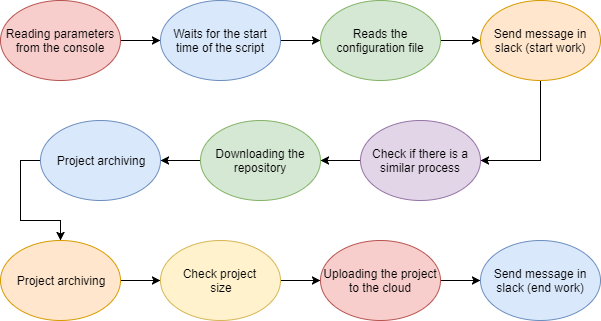 Reading parameters
from the console
Waits for the start
time of the script
Reads the
configuration file
Send message in
slack (start work)
Check if there is a
similar process
Downloading the
repository
Project archiving
Project archiving
Check project
size
Uploading the project
to the cloud
Send message in
slack (end work)